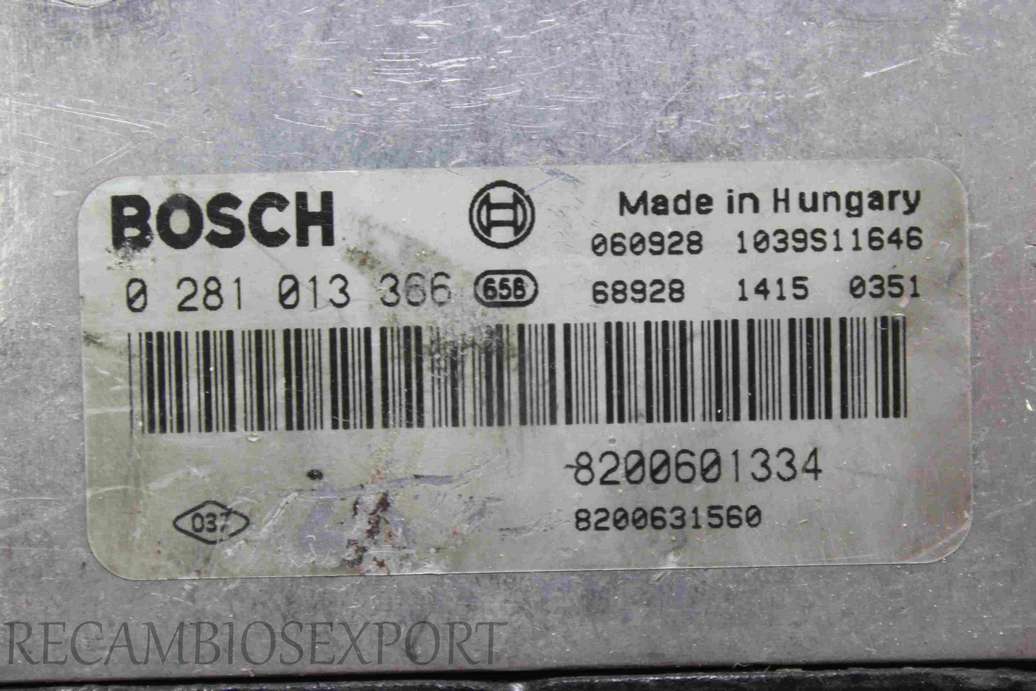 BOSCH
Made in Hungary
060928 1039S11646
0 281 013 366 656
68928 1415 0351
8200601334
037
8200631560
RECAMBIOSEXPORT